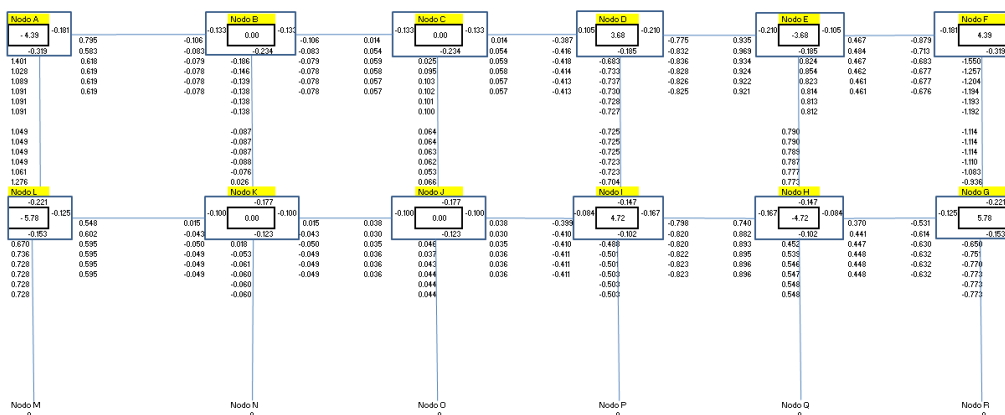 Nodo A Nodo B Nodo C Nodo D Nodo E Nodo F
- 4.39 -0.181 -0.133 0.00 -0.133 -0.133 0.00 -0.133 0.105 3.68 -0.210 -0.210 -3.68 -0.105 -0.181 4.39
-0.319 0.795 -0.106 -0.234 -0.106 0.014 -0.234 0.014 -0.387 -0.185 -0.775 0.935 -0.185 0.467 -0.879 -0.319
0.583 -0.083 -0.083 0.054 0.054 -0.416 -0.832 0.969 0.484 -0.713
1.401 0.618 -0.079 -0.186 -0.079 0.059 0.025 0.059 -0.418 -0.683 -0.836 0.934 0.824 0.467 -0.683 -1.550
1.028 0.619 -0.078 -0.146 -0.078 0.058 0.095 0.058 -0.414 -0.733 -0.828 0.924 0.854 0.462 -0.677 -1.257
1.089 0.619 -0.078 -0.139 -0.078 0.057 0.103 0.057 -0.413 -0.737 -0.826 0.922 0.823 0.461 -0.677 -1.204
1.091 0.619 -0.078 -0.138 -0.078 0.057 0.102 0.057 -0.413 -0.730 -0.825 0.921 0.814 0.461 -0.676 -1.194
1.091 -0.138 0.101 -0.728 0.813 -1.193
1.091 -0.138 0.100 -0.727 0.812 -1.192
1.049 -0.087 0.064 -0.725 0.790 -1.114
1.049 -0.087 0.064 -0.725 0.790 -1.114
1.049 -0.087 0.063 -0.725 0.789 -1.114
1.049 -0.088 0.062 -0.723 0.787 -1.110
1.061 -0.076 0.053 -0.723 0.777 -1.083
1.276 0.026 0.066 -0.704 0.773 -0.936
Nodo L Nodo K Nodo J Nodo I Nodo H Nodo G
-0.221 -0.177 -0.177 -0.147 -0.147 -0.221
- 5.78 -0.125 -0.100 0.00 -0.100 -0.100 0.00 -0.100 -0.084 4.72 -0.167 -0.167 -4.72 -0.084 -0.125 5.78
-0.153 0.548 0.015 -0.123 0.015 0.038 -0.123 0.038 -0.399 -0.102 -0.798 0.740 -0.102 0.370 -0.531 -0.153
0.602 -0.043 -0.043 0.030 0.030 -0.410 -0.820 0.882 0.441 -0.614
0.670 0.595 -0.050 0.018 -0.050 0.035 0.046 0.035 -0.410 -0.488 -0.820 0.893 0.452 0.447 -0.630 -0.658
0.736 0.595 -0.049 -0.053 -0.049 0.036 0.037 0.036 -0.411 -0.501 -0.822 0.895 0.539 0.448 -0.632 -0.751
0.728 0.595 -0.049 -0.061 -0.049 0.036 0.043 0.036 -0.411 -0.502 -0.823 0.896 0.546 0.448 -0.632 -0.770
0.728 0.595 -0.049 -0.060 -0.049 0.036 0.044 0.036 -0.411 -0.503 -0.823 0.896 0.547 0.448 -0.632 -0.773
0.728 -0.060 0.044 -0.503 0.548 -0.773
0.728 -0.060 0.044 -0.503 0.548 -0.773
Nodo M Nodo N Nodo O Nodo P Nodo Q Nodo R